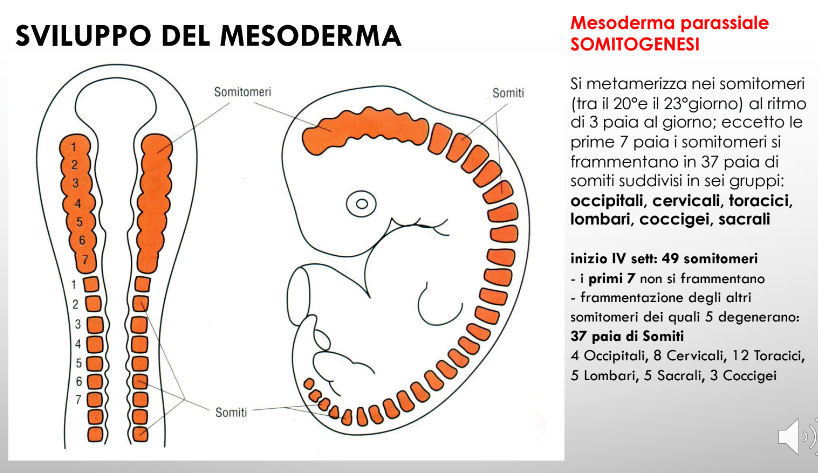 SVILUPPO DEL MESODERMA
Mesoderma parassiale
SOMITOGENESI
Si metamerizza nei somitomeri
(tra il 20°e il 23°giorno) al ritmo
di 3 paia al giorno; eccetto le
prime 7 paia i somitomeri si
frammentano in 37 paia di
somiti suddivisi in sei gruppi:
occipitali, cervicali, toracici,
lombari, coccigei, sacrali
inizio IV sett: 49 somitomeri
- i primi 7 non si frammentano
- frammentazione degli altri
somitomeri dei quali 5 degenerano:
37 paia di Somiti
4 Occipitali, 8 Cervicali, 12 Toracici,
5 Lombari, 5 Sacrali, 3 Coccigei
Somitomeri
Somiti
1
2
3
4
5
6
7
1
2
3
4
5
6
7
Somiti